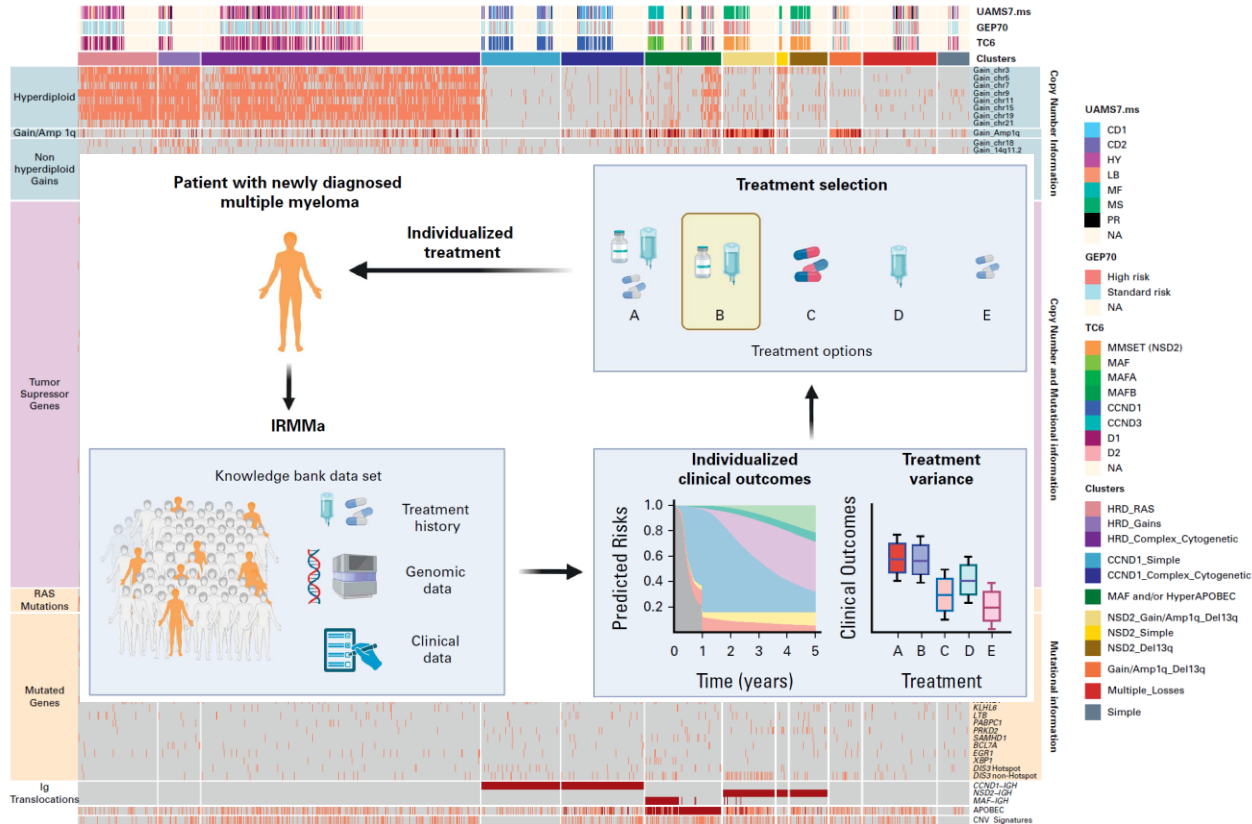 UAMS7.ms
GEP70
TC6
Clusters
Hyperdiploid
Gain_chr3
Gain_chr5
Gain_chr7
Gain_chr9
Gain_chr11
Gain_chr15
Gain_chr19
Gain_chr21
Gain/Amp 1q
Gain_Amp1q
Non
hyperdiploid
Gains
Gain_chr18
Gain_14q11.2
Copy Number Information
Tumor
Supressor
Genes
Copy Number and Mutational information
RAS
Mutations
Mutated
Genes
Mutational information
Patient with newly diagnosed
multiple myeloma
Individualized
treatment
Treatment selection
A
B
C
D
E
Treatment options
IRMMa
Knowledge bank data set
Treatment
history
Genomic
data
Clinical
data
Individualized
clinical outcomes
Predicted Risks
1.0
0.8
0.6
0.4
0.2
0
1
2
3
4
5
Time (years)
Treatment
variance
Clinical Outcomes
A
B
C
D
E
Treatment
KLHL6
LTB
PABPC1
PRKD2
SAMHD1
BCL7A
EGR1
XBP1
DIS3 Hotspot
DIS3 non-Hotspot
Ig
Translocations
CCND1–IGH
NSD2–IGH
MAF–IGH
APOBEC
CNV Signatures
UAMS7.ms
CD1
CD2
HY
LB
MF
MS
PR
NA
GEP70
High risk
Standard risk
NA
TC6
MMSET (NSD2)
MAF
MAFA
MAFB
CCND1
CCND3
D1
D2
NA
Clusters
HRD_RAS
HRD_Gains
HRD_Complex_Cytogenetic
CCND1_Simple
CCND1_Complex_Cytogenetic
MAF and/or HyperAPOBEC
NSD2_Gain/Amp1q_Del13q
NSD2_Simple
NSD2_Del13q
Gain/Amp1q_Del13q
Multiple_Losses
Simple